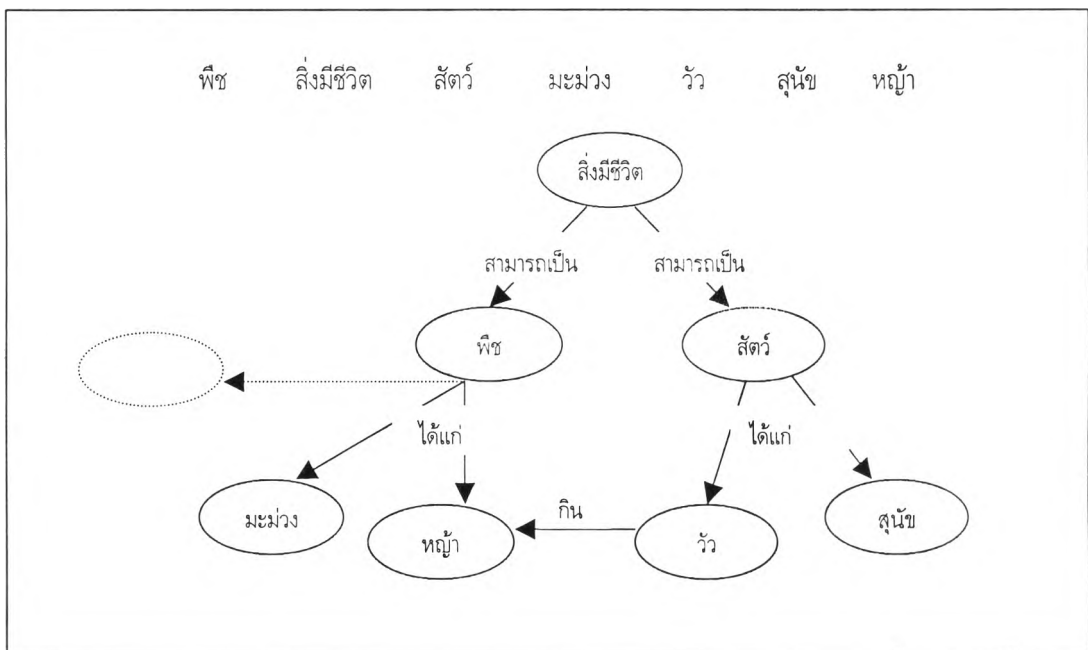 พืช สิ่งมีชีวิต สัตว์ มะม่วง วัว สุนัข หญ้า
สิ่งมีชีวิต
สามารถเป็น สามารถเป็น
พืช สัตว์
ได้แก่ ได้แก่
มะม่วง หญ้า กิน วัว สุนัข